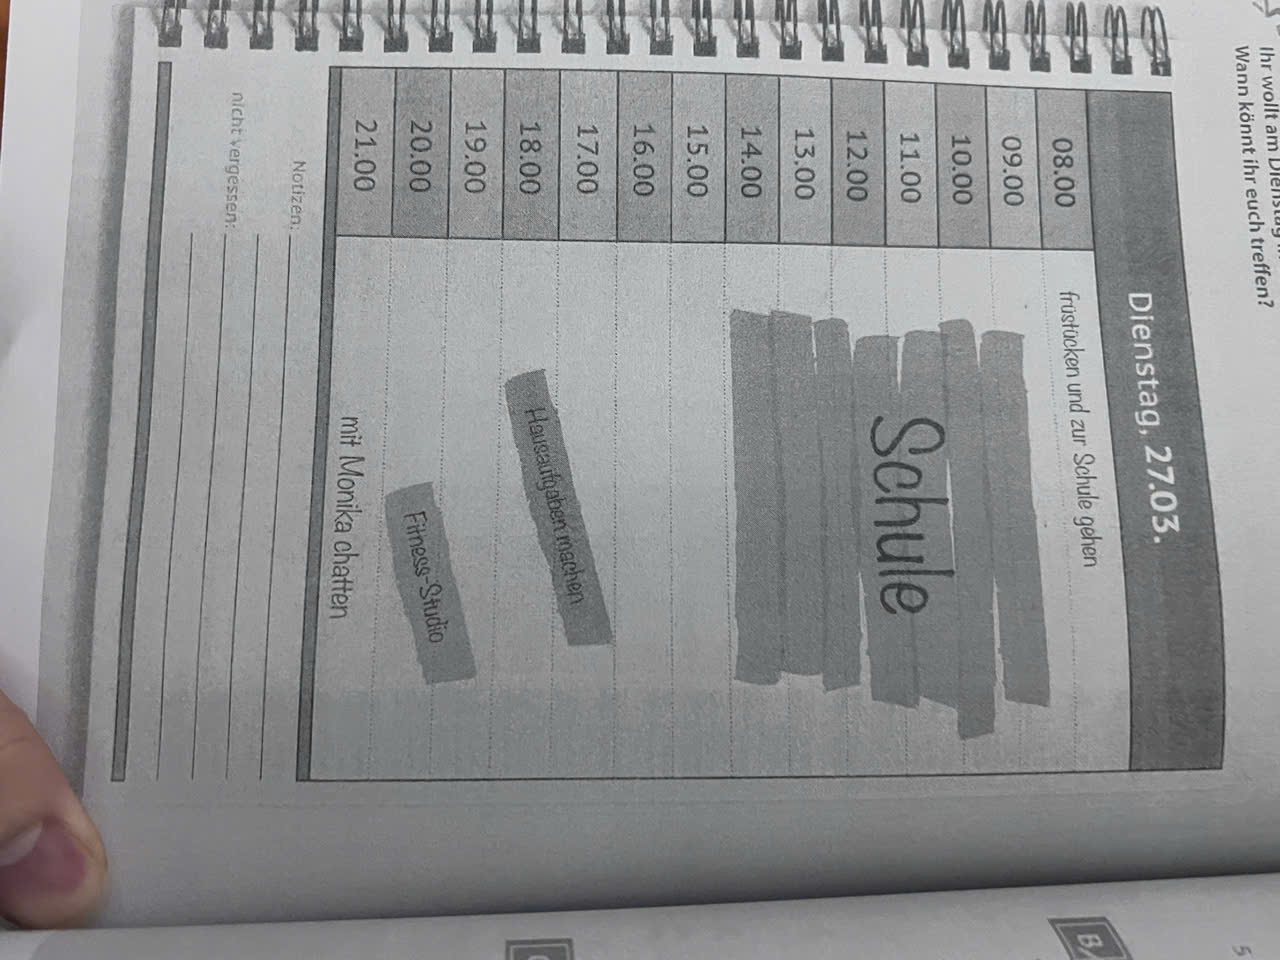 Ihr wollt am Dienstag
Wann könnt ihr euch treffen?
Dienstag, 27.03.
08.00 früstücken und zur Schule gehen
09.00
10.00
11.00 Schule
12.00
13.00
14.00
15.00
16.00
17.00
18.00 Hausaufgaben machen
19.00
20.00 Fitness-Studio
21.00 mit Monika chatten
Notizen:
nicht vergessen:
5
B